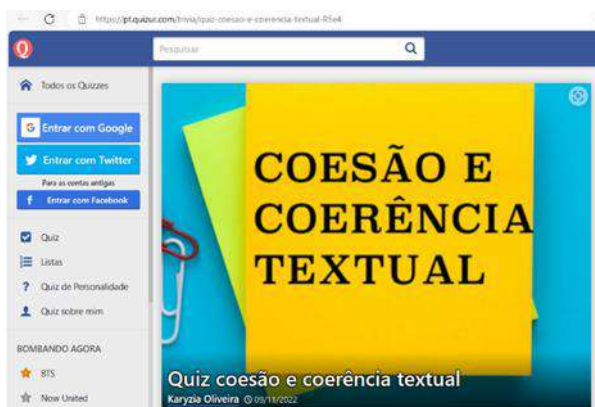 https://pt.quizur.com/trivia/quiz-coesao-e-coerencia-textual-R5e4
Q
Pesquisar
Todos os Quizzes
G Entrar com Google
Entrar com Twitter
Para as contas antigas
f Entrar com Facebook
Quiz
Listas
? Quiz de Personalidade
Quiz sobre mim
BOMBANDO AGORA
BTS
Now United
COESÃO E
COERÊNCIA
TEXTUAL
Quiz coesão e coerência textual
Karyzia Oliveira 09/11/2022